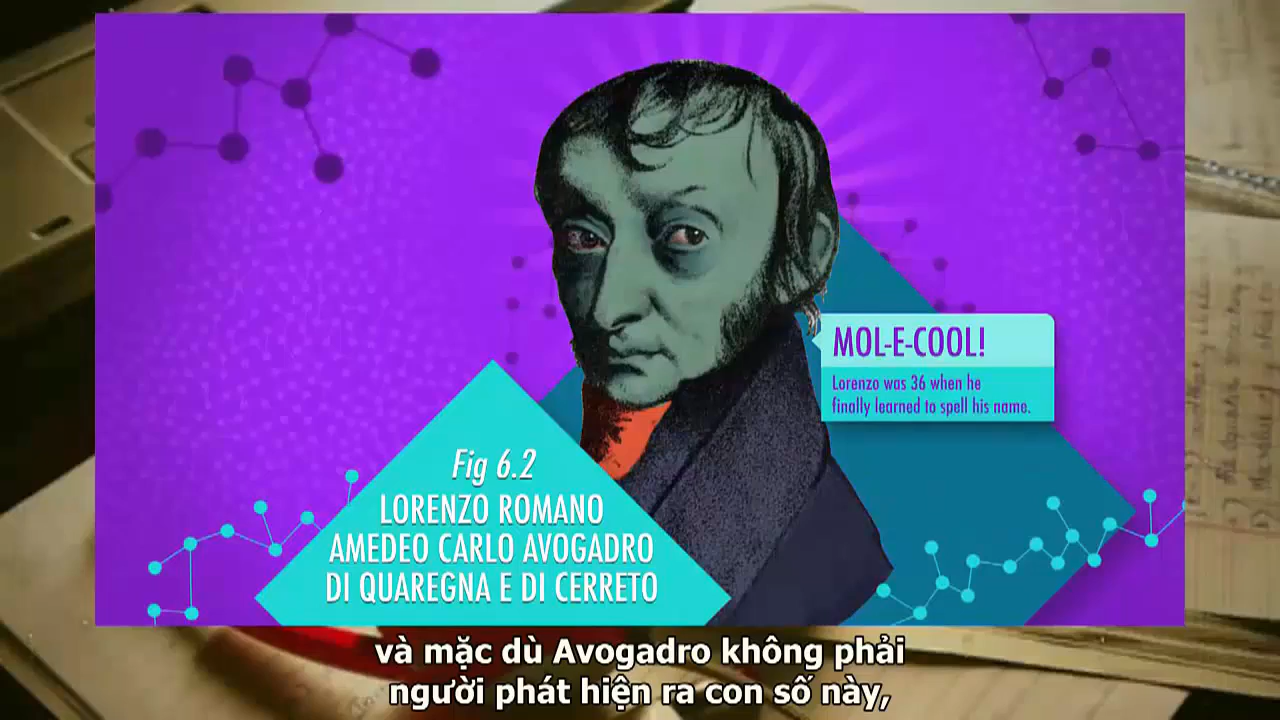 MOL-E-COOL!
Lorenzo was 36 when he
finally learned to spell his name.
Fig 6.2
LORENZO ROMANO
AMEDEO CARLO AVOGADRO
DI QUAREGNA E DI CERRETO
và mặc dù Avogadro không phải
người phát hiện ra con số này,